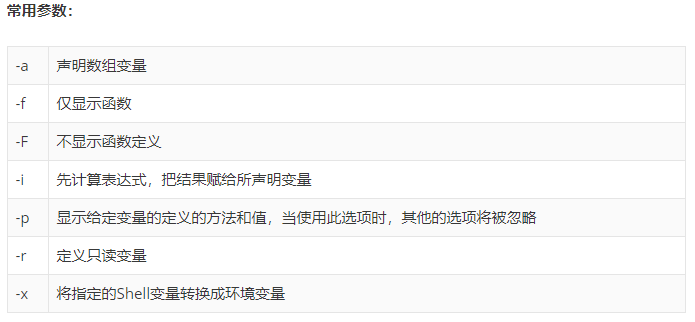 常用参数：
-a 声明数组变量
-f 仅显示函数
-F 不显示函数定义
-i 先计算表达式，把结果赋给所声明变量
-p 显示给定变量的定义的方法和值，当使用此选项时，其他的选项将被忽略
-r 定义只读变量
-x 将指定的Shell变量转换成环境变量